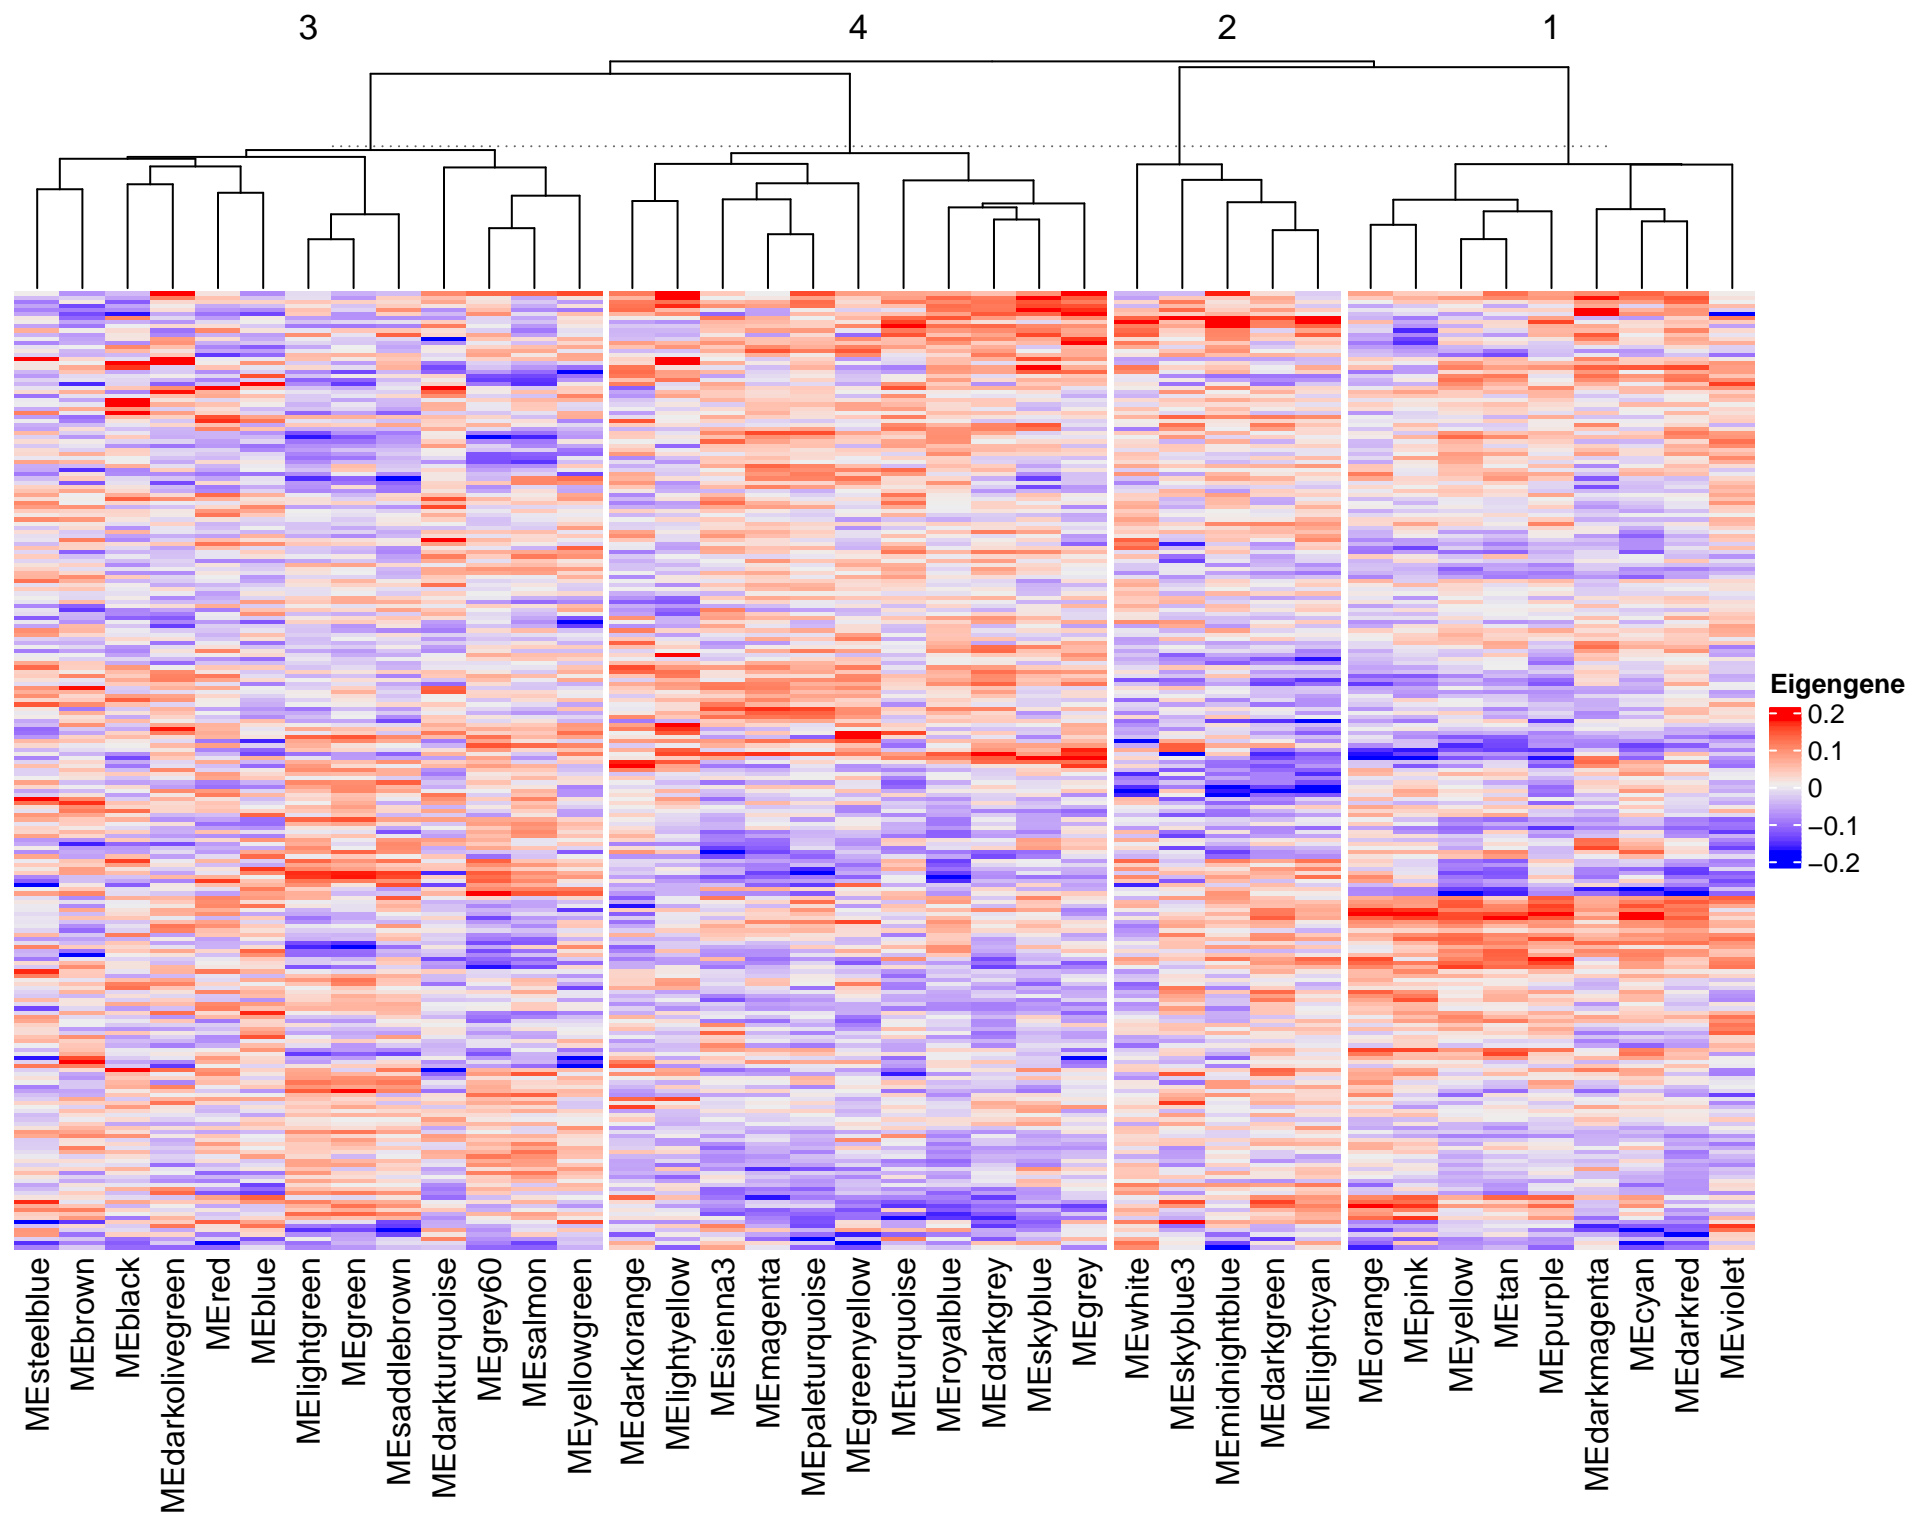 3 4 2 1
Eigengene
0.2
0.1
0
−0.1
−0.2
MEsteelblue
MEbrown
MEblack
MEdarkolivegreen
MEred
MEblue
MElightgreen
MEgreen
MEsaddlebrown
MEdarkturquoise
MEgrey60
MEsalmon
MEyellowgreen
MEdarkorange
MElightyellow
MEsienna3
MEmagenta
MEpaleturquoise
MEgreenyellow
MEturquoise
MEroyalblue
MEdarkgrey
MEskyblue
MEgrey
MEwhite
MEskyblue3
MEmidnightblue
MEdarkgreen
MElightcyan
MEorange
MEpink
MEyellow
MEtan
MEpurple
MEdarkmagenta
MEcyan
MEdarkred
MEviolet